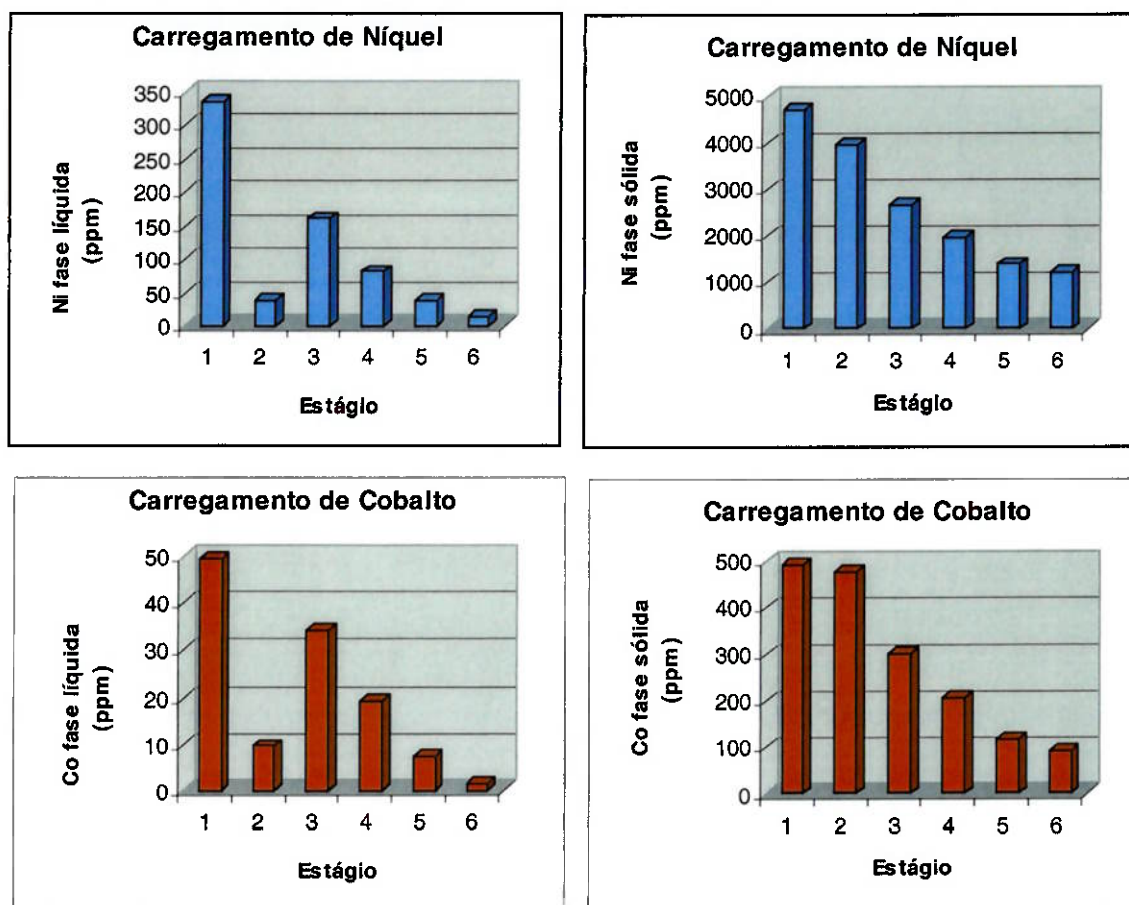 Carregamento de Níquel
350
300
250
200
150
100
50
0
Ni fase líquida
(ppm)
1 2 3 4 5 6
Estágio
Carregamento de Níquel
5000
4000
3000
2000
1000
0
Ni fase sólida
(ppm)
1 2 3 4 5 6
Estágio
Carregamento de Cobalto
50
40
30
20
10
0
Co fase líquida
(ppm)
1 2 3 4 5 6
Estágio
Carregamento de Cobalto
500
400
300
200
100
0
Co fase sólida
(ppm)
1 2 3 4 5 6
Estágio